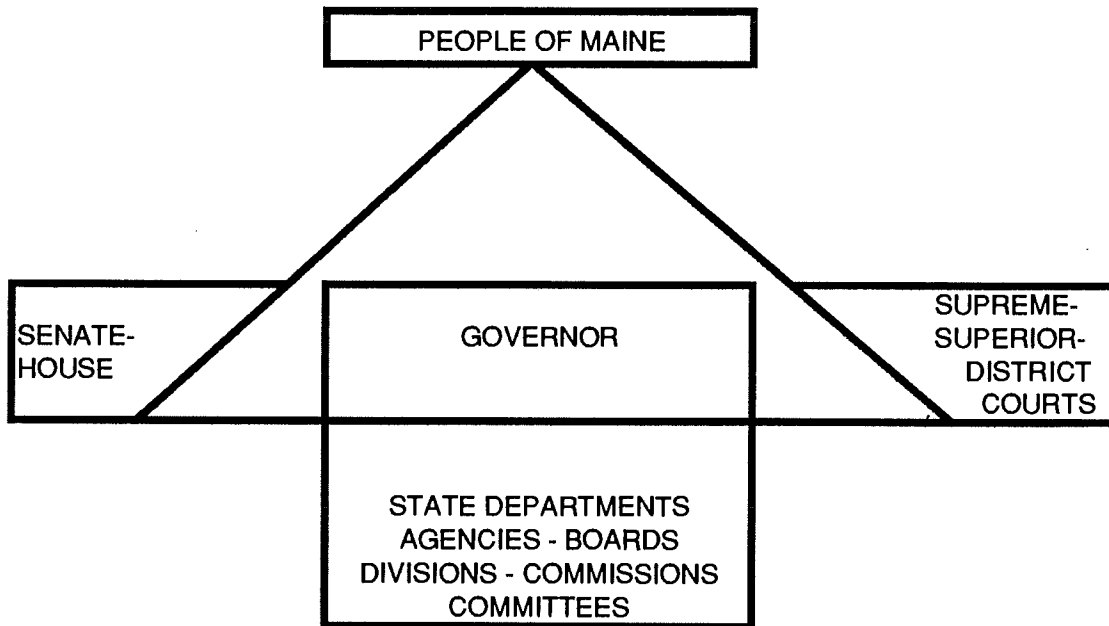 PEOPLE OF MAINE
SENATE-
HOUSE
GOVERNOR
SUPREME-
SUPERIOR-
DISTRICT
COURTS
STATE DEPARTMENTS
AGENCIES - BOARDS
DIVISIONS - COMMISSIONS
COMMITTEES